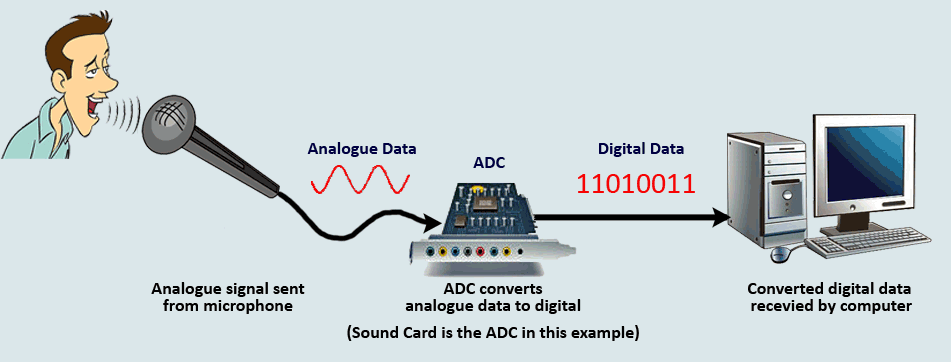 Analogue Data
ADC
Digital Data
11010011
Analogue signal sent
from microphone
ADC converts
analogue data to digital
(Sound Card is the ADC in this example)
Converted digital data
recevied by computer